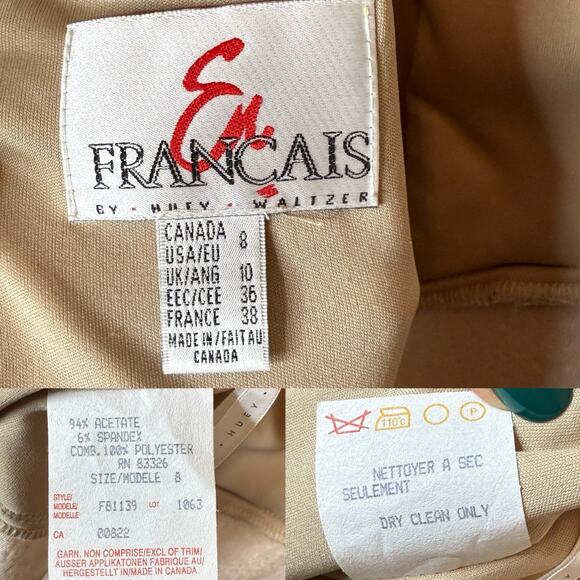 En
FRANÇAIS
BY · HUEY · WALTZER
CANADA 8
USA/EU
UK/ANG 10
EEC/CEE 36
FRANCE 38
MADE IN/FAIT AU
CANADA
HUEY
94% ACETATE
6% SPANDEX
COMB. 100% POLYESTER
RN 83326
SIZE/MODELE 8
STYLE/
MODELE/
MODELLE F81139 LOT 1063
CA 00822
GARN. NON COMPRISE/EXCL OF TRIM/
AUSSER APPLIKATONEN FABRIQUE AU/
HERGESTELLT IN/MADE IN CANADA
110°C P
NETTOYER A SEC
SEULEMENT
DRY CLEAN ONLY